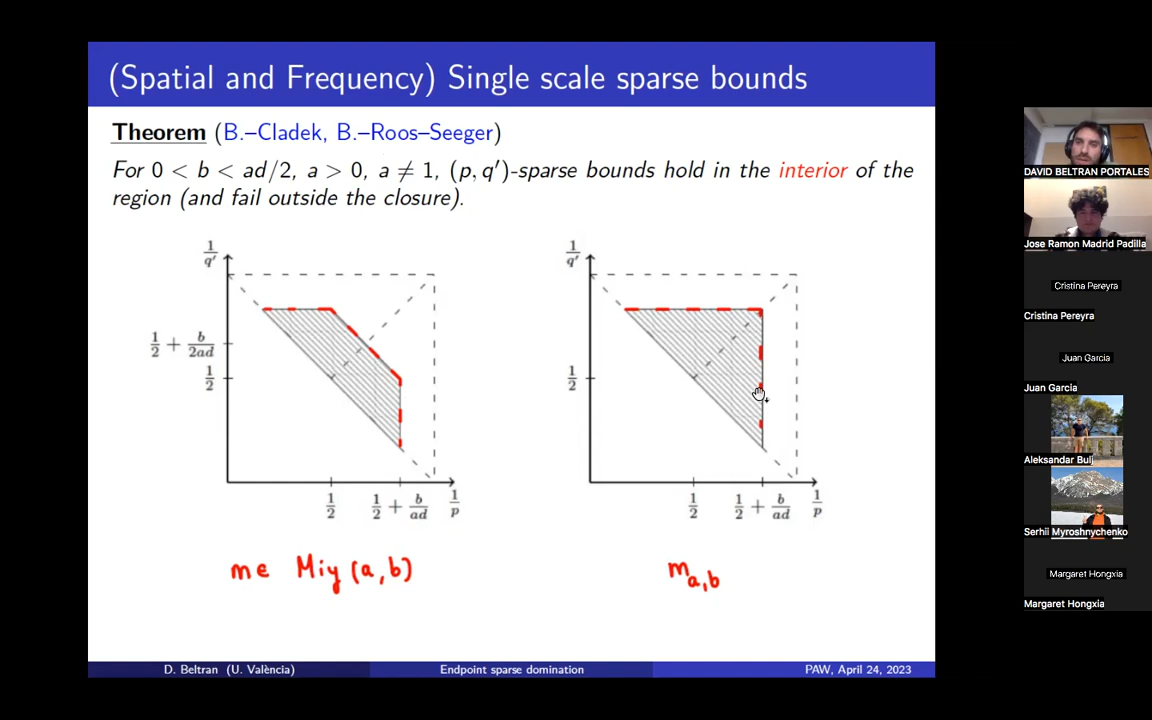 (Spatial and Frequency) Single scale sparse bounds
Theorem (B.–Cladek, B.–Roos–Seeger)
For 0 < b < ad/2, a > 0, a ≠ 1, (p, q′)-sparse bounds hold in the interior of the
region (and fail outside the closure).
1/q′
1/2 + b/2ad
1/2
1/2
1/2 + b/ad
1/p
m ∈ Miy (a, b)
1/q′
1/2
1/2
1/2 + b/ad
1/p
m a,b
D. Beltran (U. València)
Endpoint sparse domination
PAW, April 24, 2023
DAVID BELTRAN PORTALES
Jose Ramon Madrid Padilla
Cristina Pereyra
Cristina Pereyra
Juan Garcia
Juan Garcia
Aleksandar Bulj
Serhii Myroshnychenko
Margaret Hongxia
Margaret Hongxia